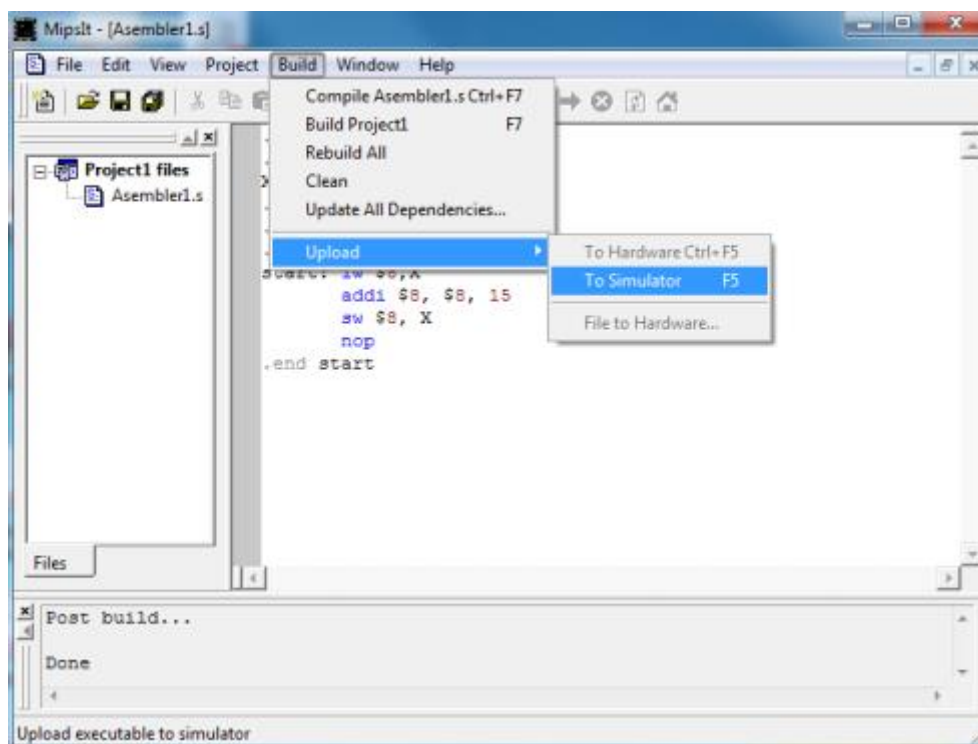 MipsIt - [Asembler1.s]
File Edit View Project Build Window Help
Compile Asembler1.s Ctrl+F7
Build Project1 F7
Rebuild All
Clean
Update All Dependencies...
Upload
To Hardware Ctrl+F5
To Simulator F5
File to Hardware...
Project1 files
Asembler1.s
start: lw $8,X
addi $8, $8, 15
sw $8, X
nop
.end start
Files
Post build...
Done
Upload executable to simulator